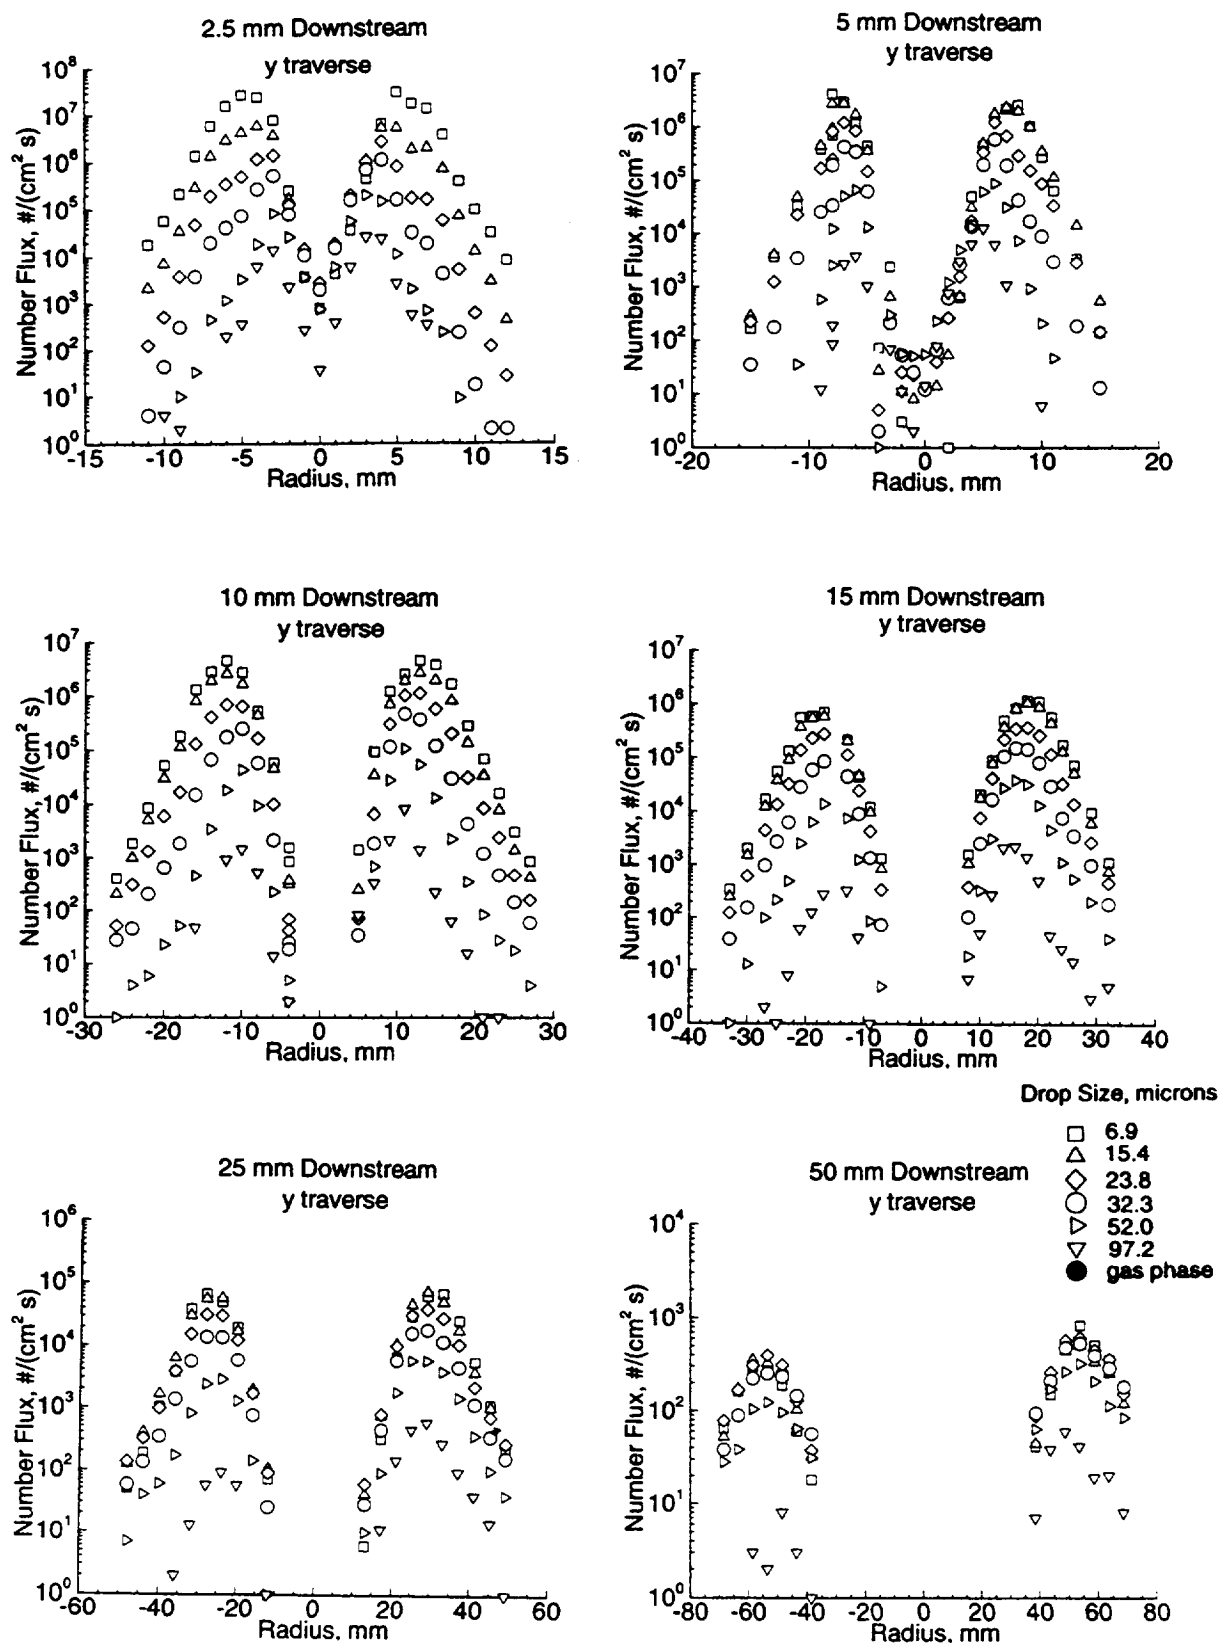 2.5 mm Downstream
y traverse
Number Flux, #/(cm² s)
10⁸
10⁷
10⁶
10⁵
10⁴
10³
10²
10¹
10⁰
-15 -10 -5 0 5 10 15
Radius, mm
5 mm Downstream
y traverse
Number Flux, #/(cm² s)
10⁷
10⁶
10⁵
10⁴
10³
10²
10¹
10⁰
-20 -10 0 10 20
Radius, mm
10 mm Downstream
y traverse
Number Flux, #/(cm² s)
10⁷
10⁶
10⁵
10⁴
10³
10²
10¹
10⁰
-30 -20 -10 0 10 20 30
Radius, mm
15 mm Downstream
y traverse
Number Flux, #/(cm² s)
10⁷
10⁶
10⁵
10⁴
10³
10²
10¹
10⁰
-40 -30 -20 -10 0 10 20 30 40
Radius, mm
Drop Size, microns
6.9
15.4
23.8
32.3
52.0
97.2
gas phase
25 mm Downstream
y traverse
Number Flux, #/(cm² s)
10⁶
10⁵
10⁴
10³
10²
10¹
10⁰
-60 -40 -20 0 20 40 60
Radius, mm
50 mm Downstream
y traverse
Number Flux, #/(cm² s)
10⁴
10³
10²
10¹
10⁰
-80 -60 -40 -20 0 20 40 60 80
Radius, mm